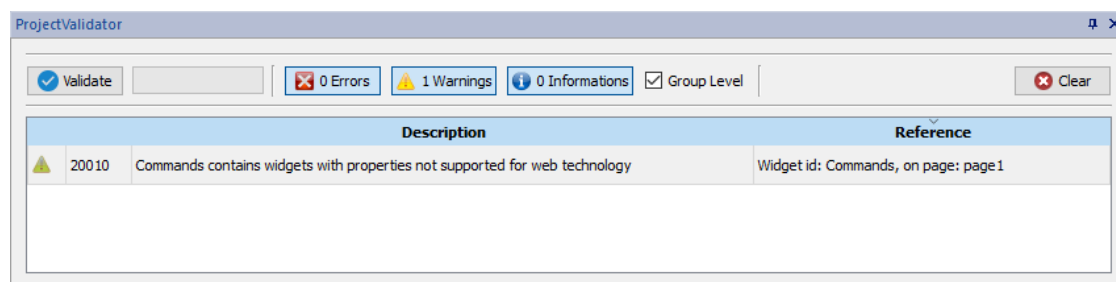 ProjectValidator
Validate 0 Errors 1 Warnings 0 Informations Group Level Clear
Description Reference
20010 Commands contains widgets with properties not supported for web technology Widget id: Commands, on page: page1